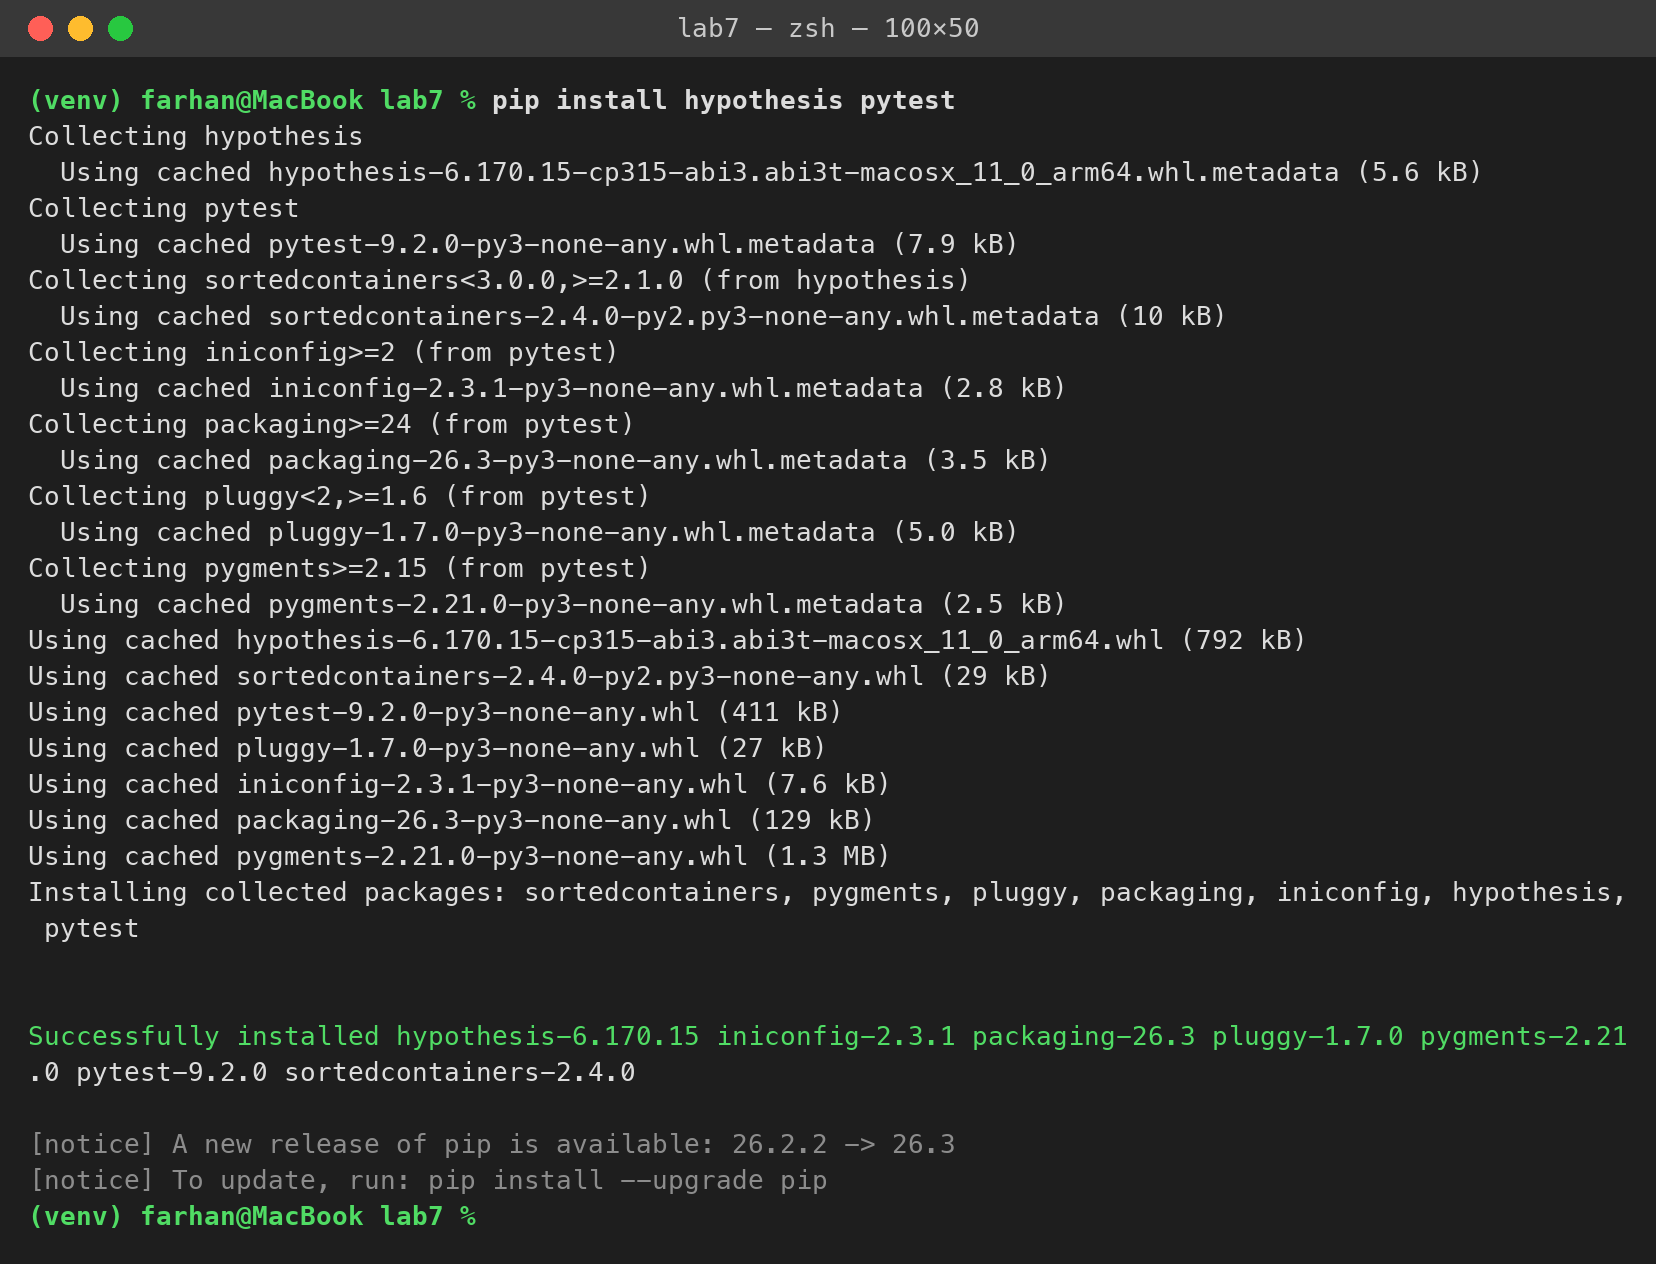 lab7 — zsh — 100×50
(venv) farhan@MacBook lab7 % pip install hypothesis pytest
Collecting hypothesis
  Using cached hypothesis-6.170.15-cp315-abi3.abi3t-macosx_11_0_arm64.whl.metadata (5.6 kB)
Collecting pytest
  Using cached pytest-9.2.0-py3-none-any.whl.metadata (7.9 kB)
Collecting sortedcontainers<3.0.0,>=2.1.0 (from hypothesis)
  Using cached sortedcontainers-2.4.0-py2.py3-none-any.whl.metadata (10 kB)
Collecting iniconfig>=2 (from pytest)
  Using cached iniconfig-2.3.1-py3-none-any.whl.metadata (2.8 kB)
Collecting packaging>=24 (from pytest)
  Using cached packaging-26.3-py3-none-any.whl.metadata (3.5 kB)
Collecting pluggy<2,>=1.6 (from pytest)
  Using cached pluggy-1.7.0-py3-none-any.whl.metadata (5.0 kB)
Collecting pygments>=2.15 (from pytest)
  Using cached pygments-2.21.0-py3-none-any.whl.metadata (2.5 kB)
Using cached hypothesis-6.170.15-cp315-abi3.abi3t-macosx_11_0_arm64.whl (792 kB)
Using cached sortedcontainers-2.4.0-py2.py3-none-any.whl (29 kB)
Using cached pytest-9.2.0-py3-none-any.whl (411 kB)
Using cached pluggy-1.7.0-py3-none-any.whl (27 kB)
Using cached iniconfig-2.3.1-py3-none-any.whl (7.6 kB)
Using cached packaging-26.3-py3-none-any.whl (129 kB)
Using cached pygments-2.21.0-py3-none-any.whl (1.3 MB)
Installing collected packages: sortedcontainers, pygments, pluggy, packaging, iniconfig, hypothesis,
 pytest
Successfully installed hypothesis-6.170.15 iniconfig-2.3.1 packaging-26.3 pluggy-1.7.0 pygments-2.21
.0 pytest-9.2.0 sortedcontainers-2.4.0
[notice] A new release of pip is available: 26.2.2 -> 26.3
[notice] To update, run: pip install --upgrade pip
(venv) farhan@MacBook lab7 %